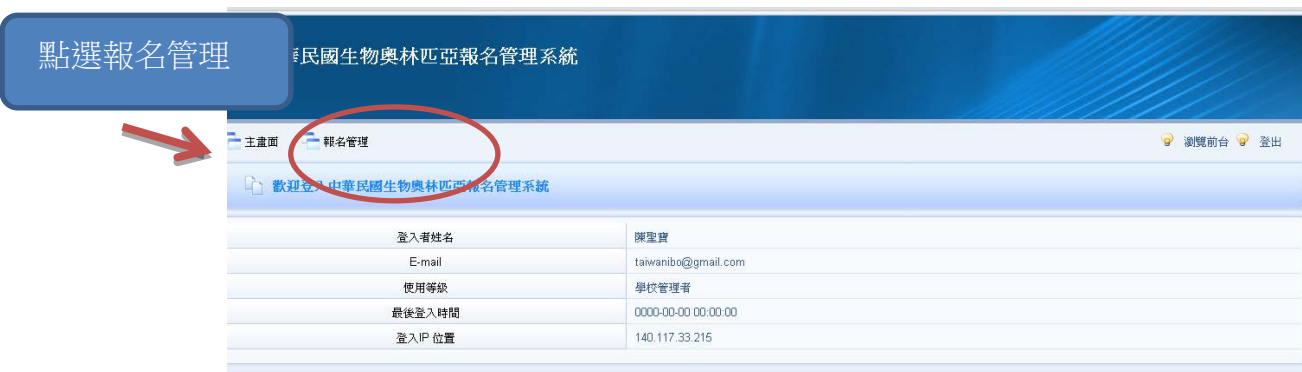 點選報名管理
華民國生物奧林匹亞報名管理系統
主畫面 報名管理 瀏覽前台 登出
歡迎登入中華民國生物奧林匹亞報名管理系統
登入者姓名 陳聖寶
E-mail taiwanibo@gmail.com
使用等級 學校管理者
最後登入時間 0000-00-00 00:00:00
登入IP 位置 140.117.33.215